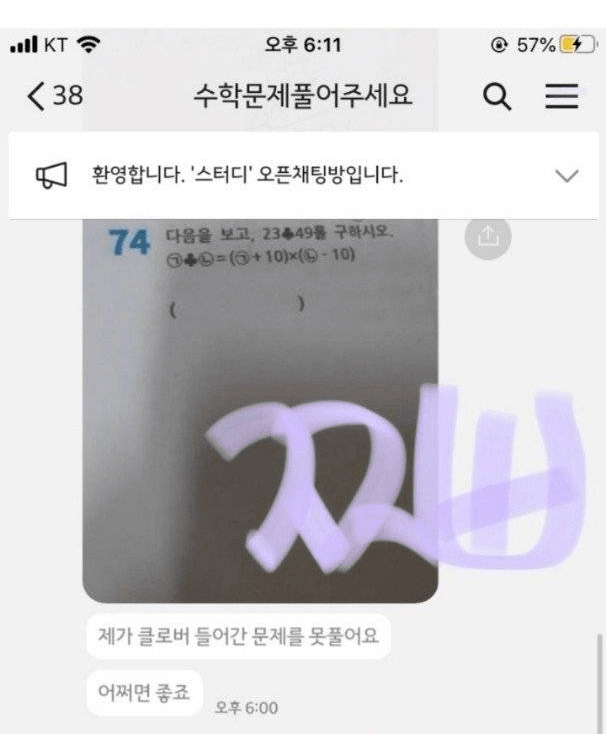 KT 오후 6:11 57%
38 수학문제풀어주세요
환영합니다. '스터디' 오픈채팅방입니다.
74 다음을 보고, 23♣49를 구하시오.
㉠♣㉡=(㉠+10)×(㉡-10)
( )
제가 클로버 들어간 문제를 못풀어요
어쩌면 좋죠
오후 6:00